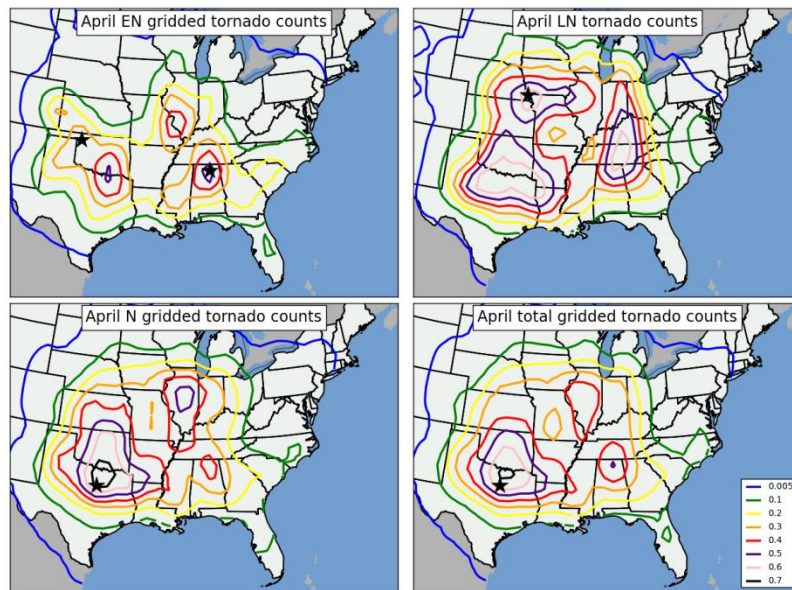 April EN gridded tornado counts
April LN tornado counts
April N gridded tornado counts
April total gridded tornado counts
0.005
0.1
0.2
0.3
0.4
0.5
0.6
0.7